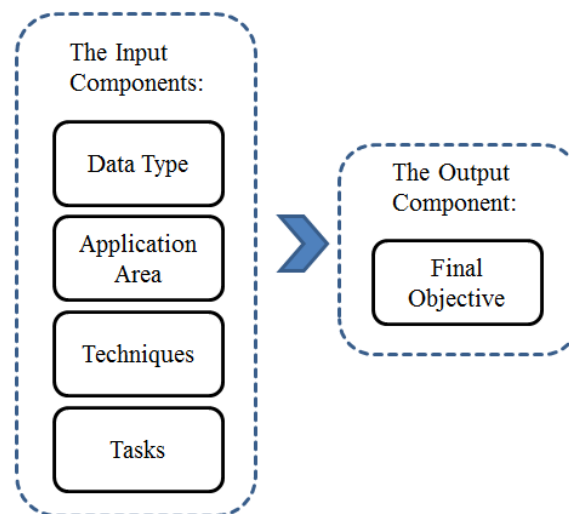 The Input
Components:
Data Type
Application
Area
Techniques
Tasks
The Output
Component:
Final
Objective